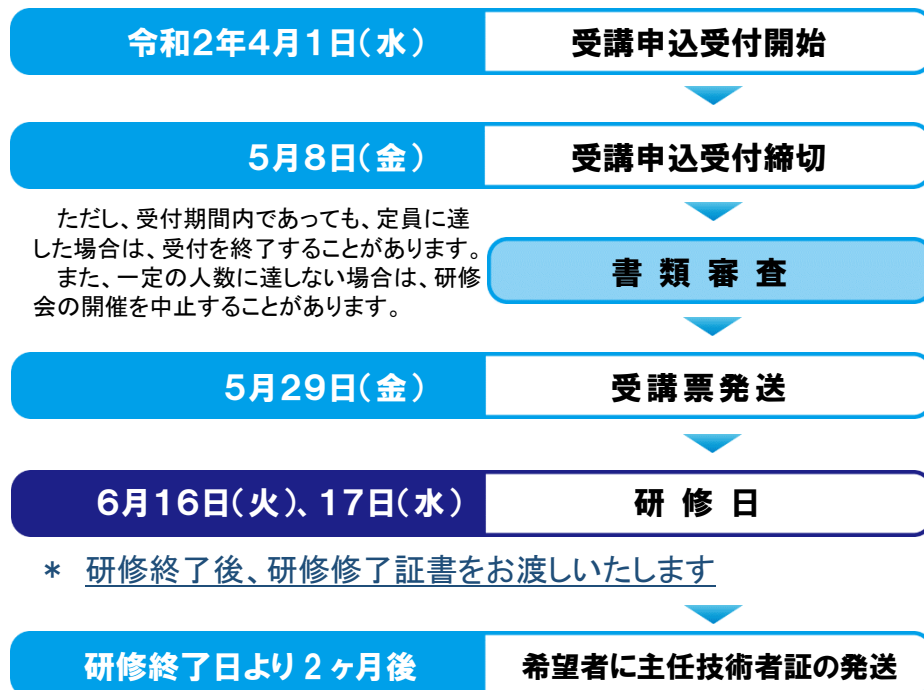 令和2年4月1日(水) 受講申込受付開始
5月8日(金) 受講申込受付締切
ただし、受付期間内であっても、定員に達
した場合は、受付を終了することがあります。
また、一定の人数に達しない場合は、研修
会の開催を中止することがあります。
書類審査
5月29日(金) 受講票発送
6月16日(火)、17日(水) 研修日
* 研修終了後、研修修了証書をお渡しいたします
研修終了日より2ヶ月後 希望者に主任技術者証の発送